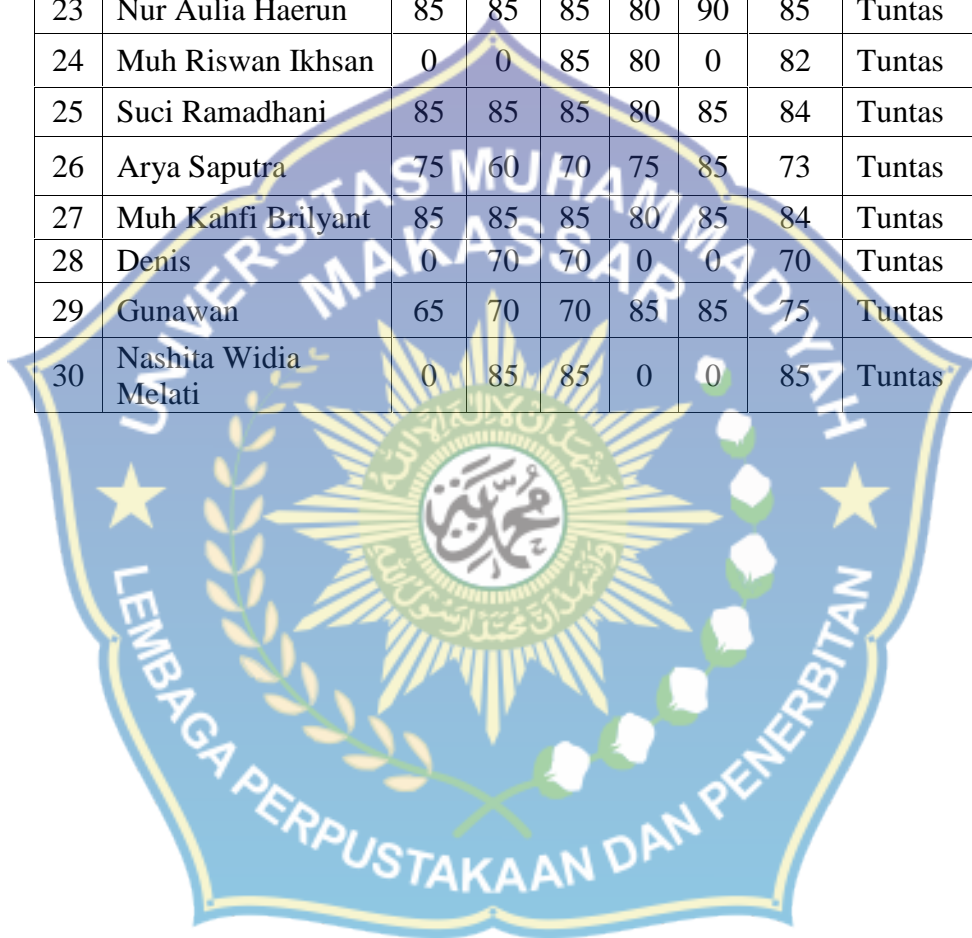 23 Nur Aulia Haerun 85 85 85 80 90 85 Tuntas
24 Muh Riswan Ikhsan 0 0 85 80 0 82 Tuntas
25 Suci Ramadhani 85 85 85 80 85 84 Tuntas
26 Arya Saputra 75 60 70 75 85 73 Tuntas
27 Muh Kahfi Brilyant 85 85 85 80 85 84 Tuntas
28 Denis 0 70 70 0 0 70 Tuntas
29 Gunawan 65 70 70 85 85 75 Tuntas
30 Nashita Widia
Melati 0 85 85 0 0 85 Tuntas
UNIVERSITAS MUHAMMADIYAH
MAKASSAR
LEMBAGA PERPUSTAKAAN DAN PENERBITAN